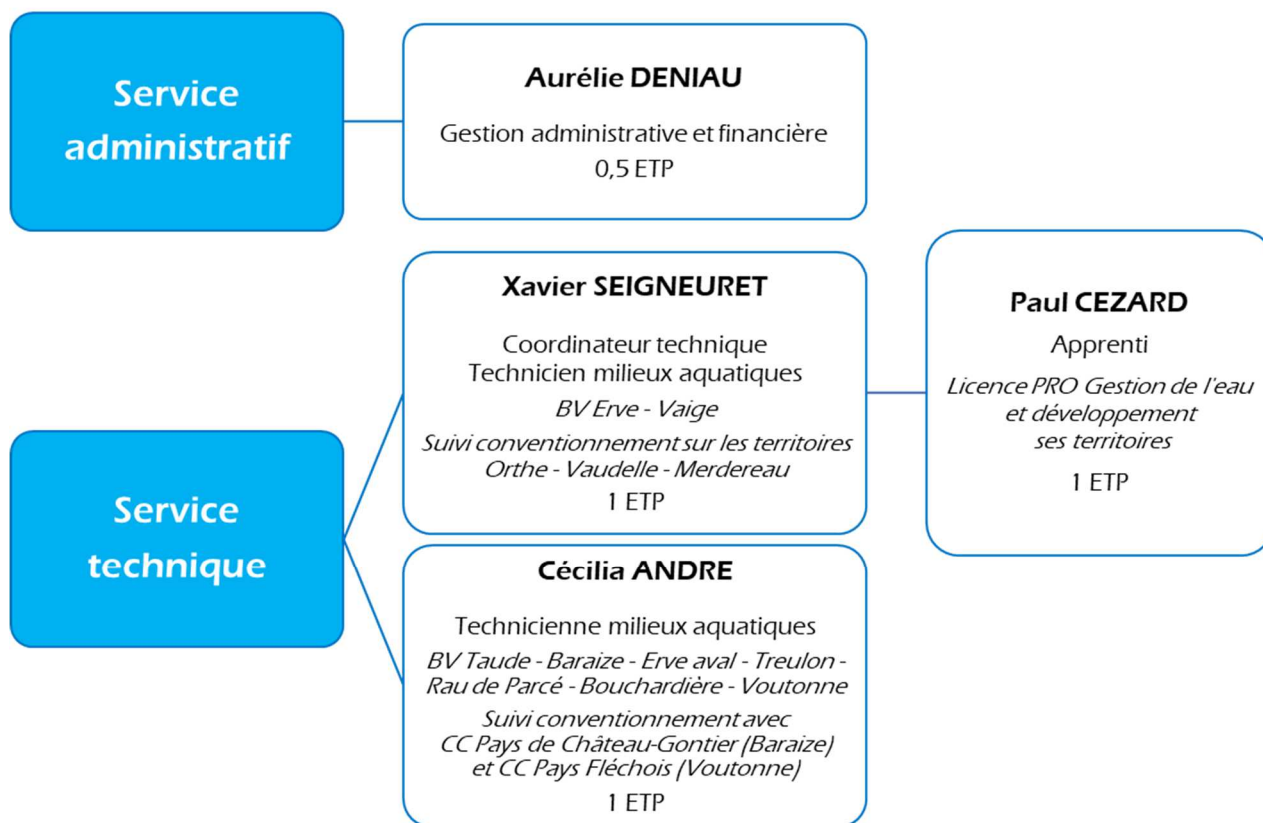 Service
administratif
Aurélie DENIAU
Gestion administrative et financière
0,5 ETP
Service
technique
Xavier SEIGNEURET
Coordinateur technique
Technicien milieux aquatiques
BV Erve - Vaige
Suivi conventionnement sur les territoires
Orthe - Vaudelle - Merdereau
1 ETP
Paul CEZARD
Apprenti
Licence PRO Gestion de l'eau
et développement
ses territoires
1 ETP
Cécilia ANDRE
Technicienne milieux aquatiques
BV Taude - Baraize - Erve aval - Treulon -
Rau de Parcé - Bouchardière - Voutonne
Suivi conventionnement avec
CC Pays de Château-Gontier (Baraize)
et CC Pays Fléchois (Voutonne)
1 ETP